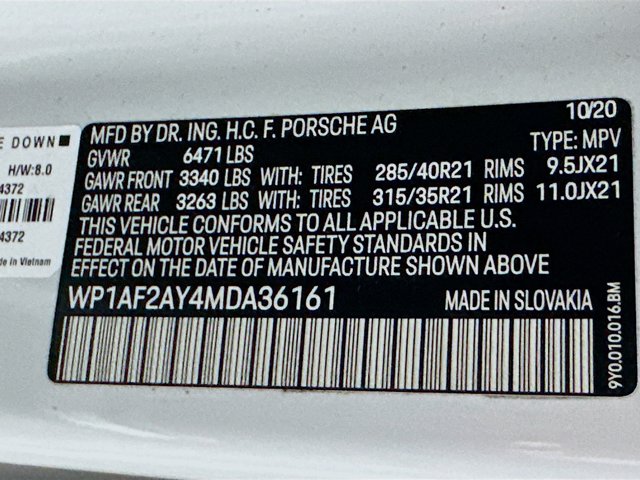 E DOWN
H/W:8.0
4372
4372
de in Vietnam
10/20
MFD BY DR. ING. H.C. F. PORSCHE AG
TYPE: MPV
GVWR 6471 LBS
GAWR FRONT 3340 LBS WITH: TIRES 285/40R21 RIMS 9.5JX21
GAWR REAR 3263 LBS WITH: TIRES 315/35R21 RIMS 11.0JX21
THIS VEHICLE CONFORMS TO ALL APPLICABLE U.S.
FEDERAL MOTOR VEHICLE SAFETY STANDARDS IN
EFFECT ON THE DATE OF MANUFACTURE SHOWN ABOVE
WP1AF2AY4MDA36161 MADE IN SLOVAKIA
9Y0.010.016.BM